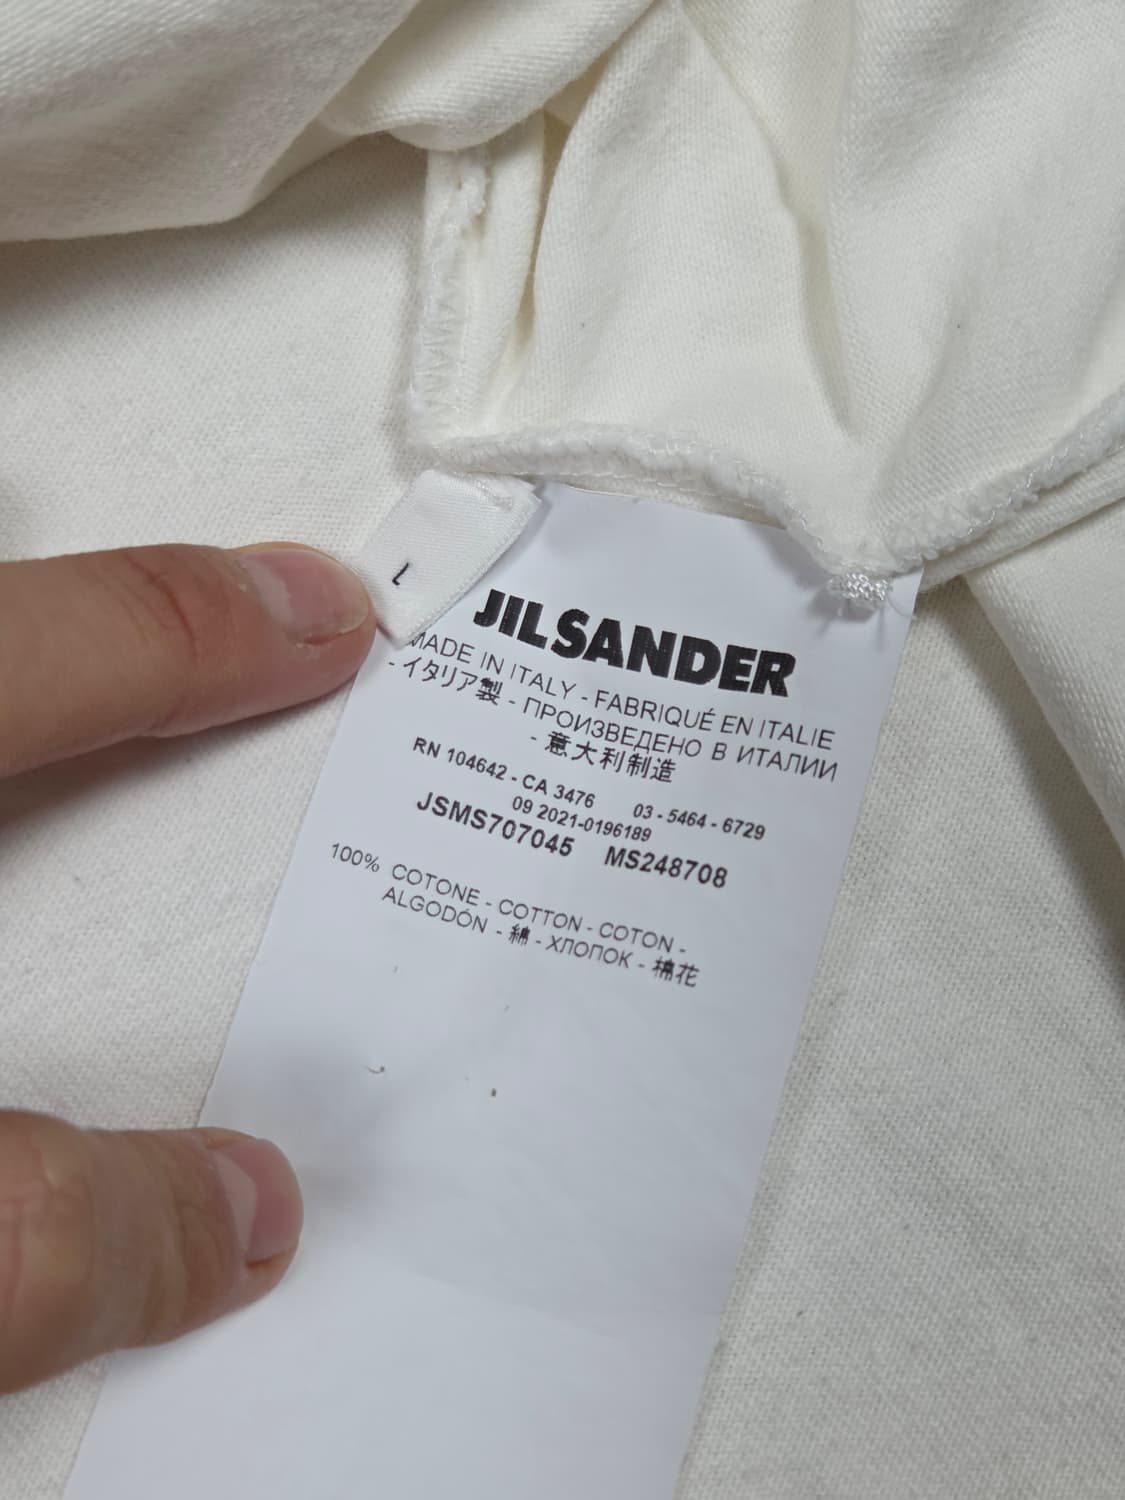 L
JIL SANDER
MADE IN ITALY - FABRIQUÉ EN ITALIE
- イタリア製 - ПРОИЗВЕДЕНО В ИТАЛИИ
- 意大利制造
RN 104642 - CA 3476 03 - 5464 - 6729
09 2021-0196189
JSMS707045 MS248708
100% COTONE - COTTON - COTON -
ALGODÓN - 綿 - ХЛОПОК - 棉花